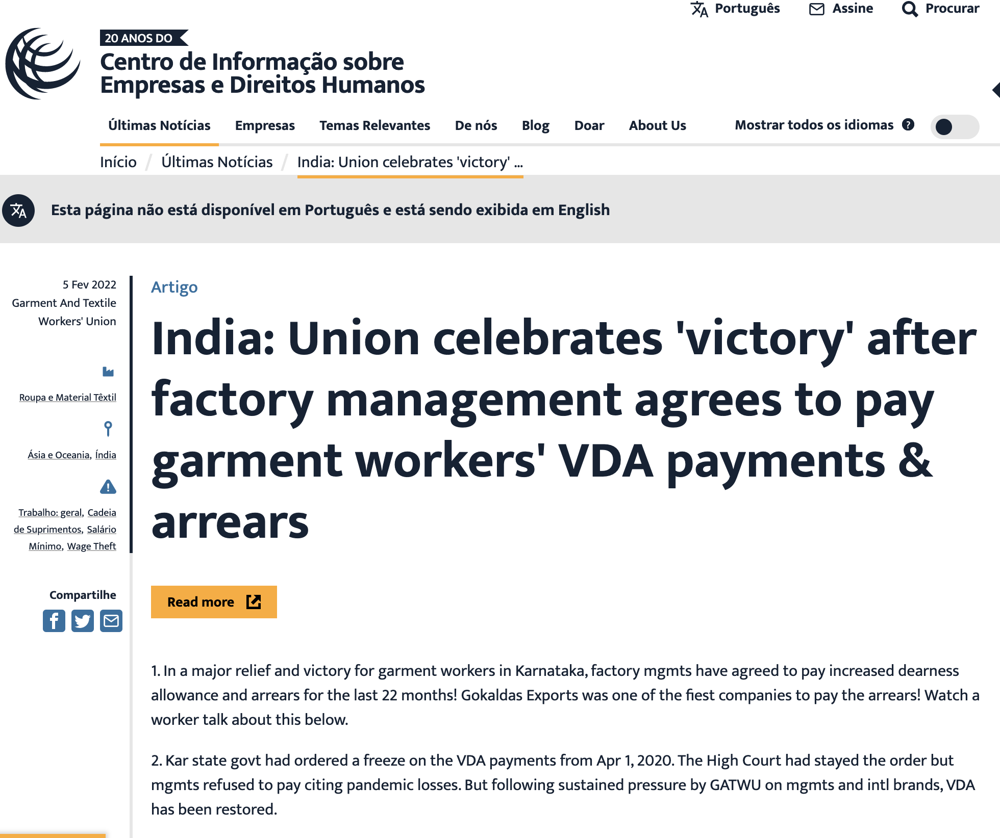 Português Assine Procurar
20 ANOS DO
Centro de Informação sobre
Empresas e Direitos Humanos
Últimas Notícias Empresas Temas Relevantes De nós Blog Doar About Us Mostrar todos os idiomas ?
Início / Últimas Notícias / India: Union celebrates 'victory' ...
Esta página não está disponível em Português e está sendo exibida em English
5 Fev 2022
Garment And Textile
Workers' Union
Roupa e Material Têxtil
Ásia e Oceania, Índia
Trabalho: geral, Cadeia
de Suprimentos, Salário
Mínimo, Wage Theft
Compartilhe
Artigo
India: Union celebrates 'victory' after
factory management agrees to pay
garment workers' VDA payments &
arrears
Read more
1. In a major relief and victory for garment workers in Karnataka, factory mgmts have agreed to pay increased dearness
allowance and arrears for the last 22 months! Gokaldas Exports was one of the fiest companies to pay the arrears! Watch a
worker talk about this below.
2. Kar state govt had ordered a freeze on the VDA payments from Apr 1, 2020. The High Court had stayed the order but
mgmts refused to pay citing pandemic losses. But following sustained pressure by GATWU on mgmts and intl brands, VDA
has been restored.